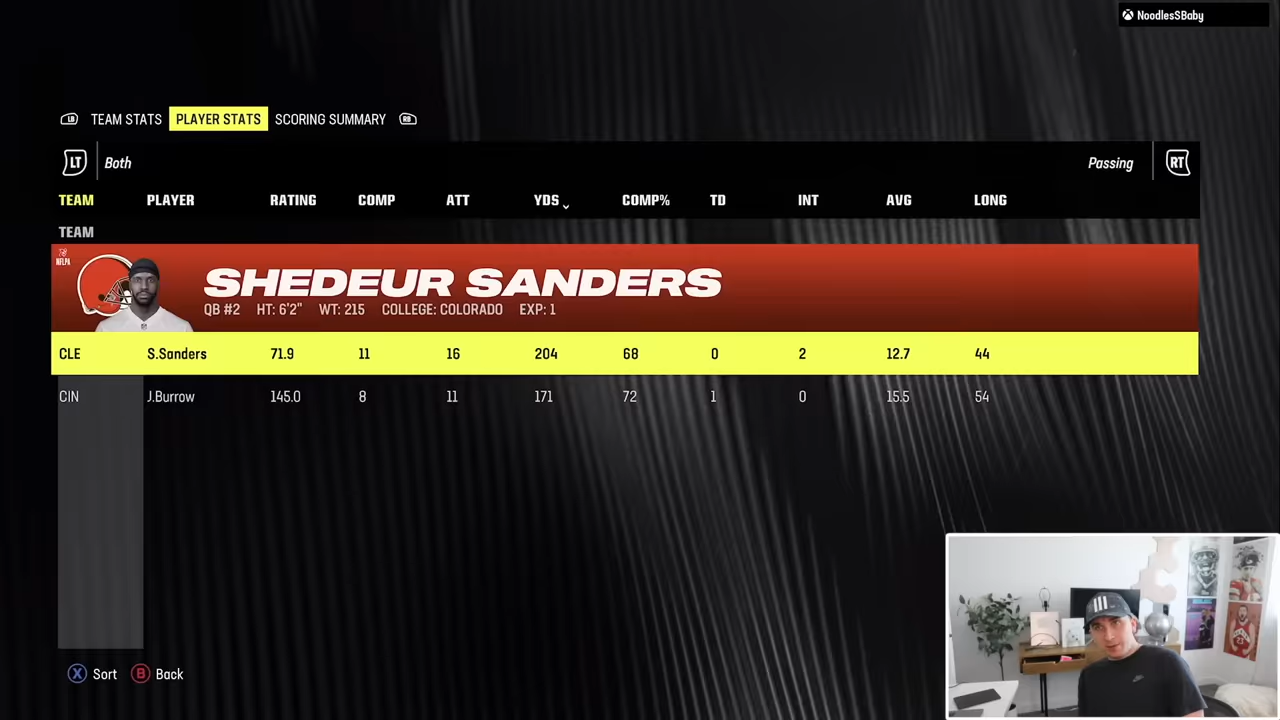 NoodlesSBaby
LB TEAM STATS PLAYER STATS SCORING SUMMARY RB
LT Both Passing RT
TEAM PLAYER RATING COMP ATT YDS COMP% TD INT AVG LONG
TEAM
NFLPA
SHEDEUR SANDERS
QB #2 HT: 6'2" WT: 215 COLLEGE: COLORADO EXP: 1
CLE S.Sanders 71.9 11 16 204 68 0 2 12.7 44
CIN J.Burrow 145.0 8 11 171 72 1 0 15.5 54
X Sort B Back